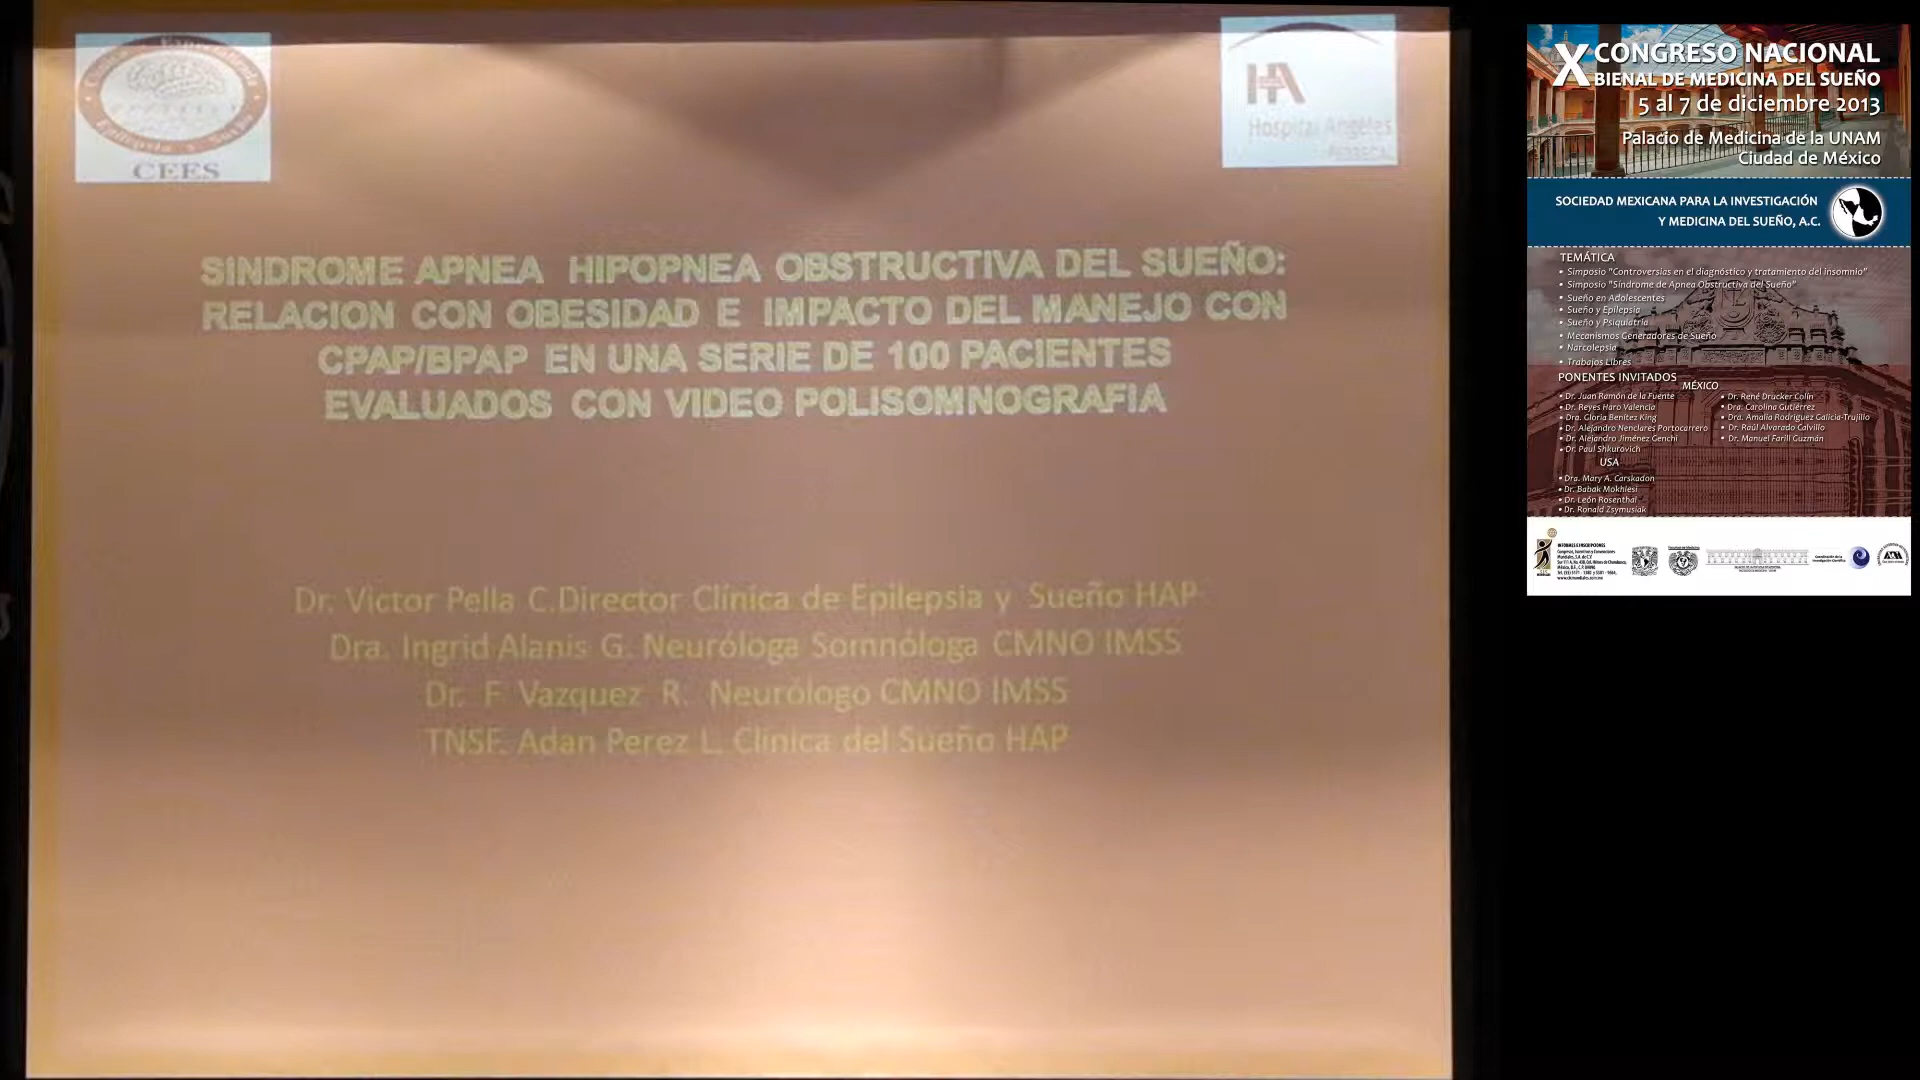 CEES
HA
Hospital Angeles
SINDROME APNEA HIPOPNEA OBSTRUCTIVA DEL SUEÑO:
RELACION CON OBESIDAD E IMPACTO DEL MANEJO CON
CPAP/BPAP EN UNA SERIE DE 100 PACIENTES
EVALUADOS CON VIDEO POLISOMNOGRAFIA
Dr. Victor Pella C.Director Clínica de Epilepsia y Sueño HAP
Dra. Ingrid Alanis G. Neuróloga Somnóloga CMNO IMSS
Dr. F Vazquez R. Neurólogo CMNO IMSS
TNSF. Adan Perez L. Clinica del Sueño HAP
X CONGRESO NACIONAL
BIENAL DE MEDICINA DEL SUEÑO
5 al 7 de diciembre 2013
Palacio de Medicina de la UNAM
Ciudad de México
SOCIEDAD MEXICANA PARA LA INVESTIGACIÓN
Y MEDICINA DEL SUEÑO, A.C.
TEMÁTICA
• Simposio "Controversias en el diagnóstico y tratamiento del insomnio"
• Simposio "Síndrome de Apnea Obstructiva del Sueño"
• Sueño en Adolescentes
• Sueño y Epilepsia
• Sueño y Psiquiatría
• Mecanismos Generadores de Sueño
• Narcolepsia
• Trabajos Libres
PONENTES INVITADOS
MÉXICO
• Dr. Juan Ramón de la Fuente
• Dr. Reyes Haro Valencia
• Dra. Gloria Benítez King
• Dr. Alejandro Nenclares Portocarrero
• Dr. Alejandro Jiménez Genchi
• Dr. Paul Shkurovich
• Dr. René Drucker Colín
• Dra. Carolina Gutiérrez
• Dra. Amalia Rodríguez Galicia-Trujillo
• Dr. Raúl Alvarado Calvillo
• Dr. Manuel Farill Guzmán
USA
• Dra. Mary A. Carskadon
• Dr. Babak Mokhlesi
• Dr. León Rosenthal
• Dr. Ronald Zsymusiak
INFORMES E INSCRIPCIONES